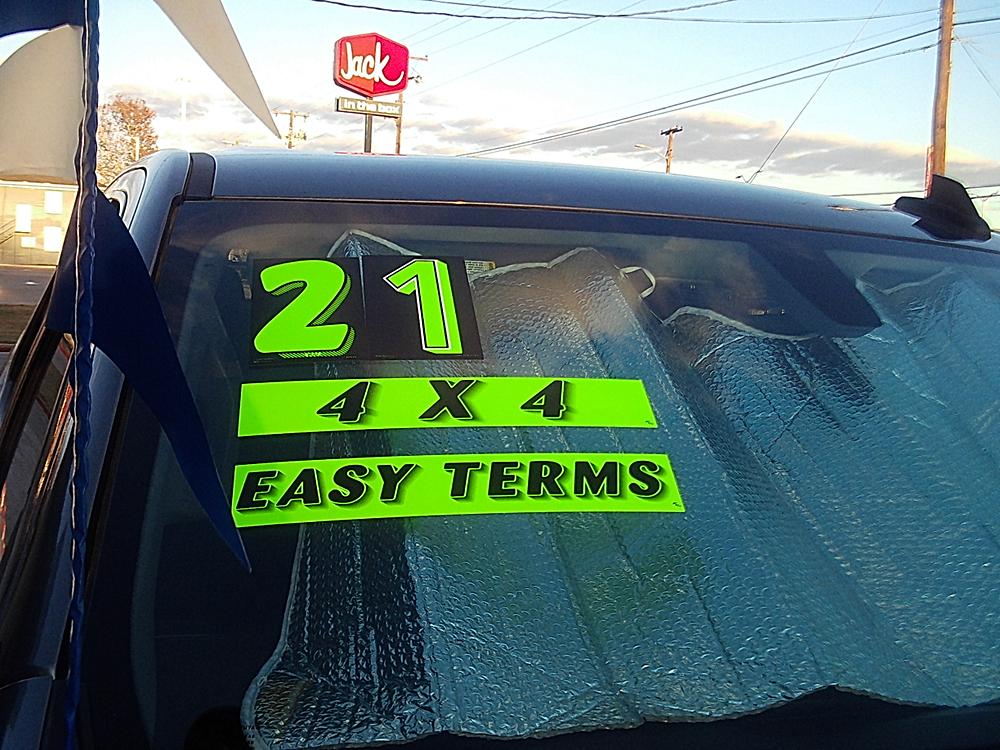 Jack
in the box
21
4 X 4
EASY TERMS